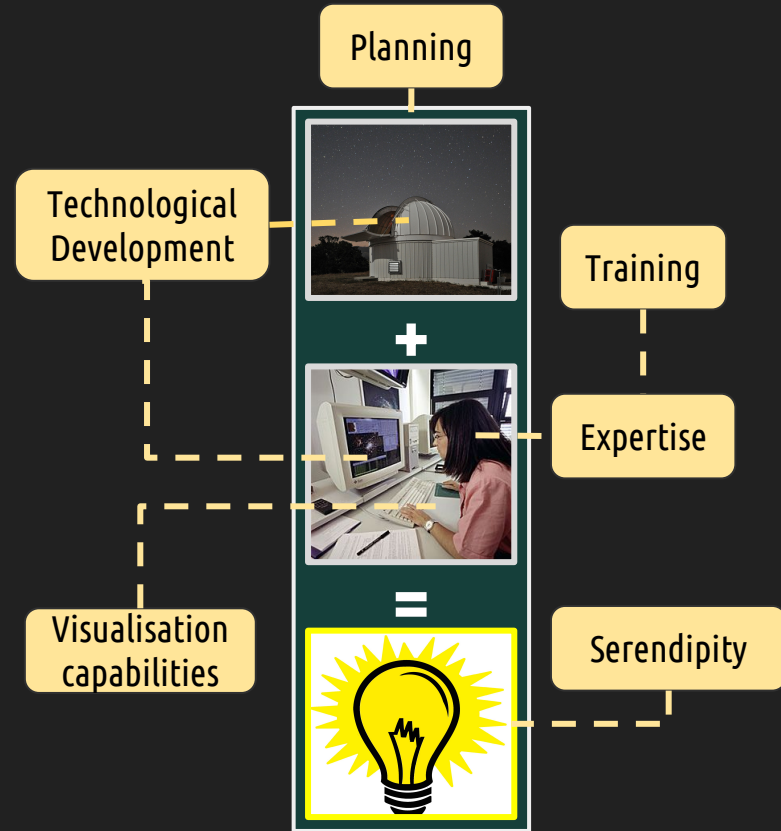 Planning
Technological
Development
Training
+
Expertise
=
Visualisation
capabilities
Serendipity